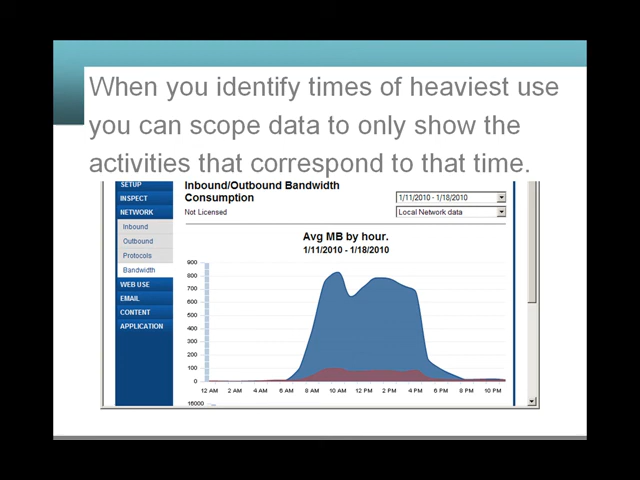 When you identify times of heaviest use
you can scope data to only show the
activities that correspond to that time.
SETUP
INSPECT
NETWORK
Inbound
Outbound
Protocols
Bandwidth
WEB USE
EMAIL
CONTENT
APPLICATION
Inbound/Outbound Bandwidth
Consumption
1/11/2010 - 1/18/2010
Not Licensed
Local Network data
Avg MB by hour.
1/11/2010 - 1/18/2010
900
800
700
600
500
400
300
200
100
0
12 AM 2 AM 4 AM 6 AM 8 AM 10 AM 12 PM 2 PM 4 PM 6 PM 8 PM 10 PM
16000